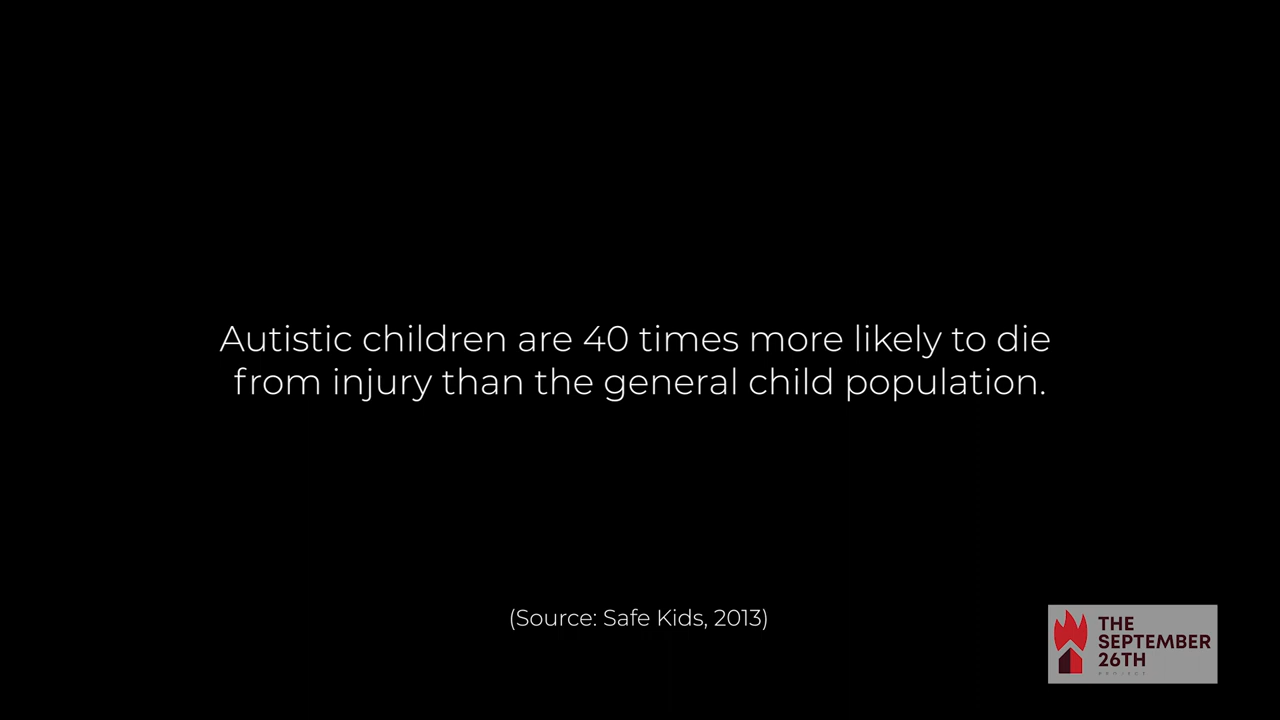 Autistic children are 40 times more likely to die
from injury than the general child population.
(Source: Safe Kids, 2013)
THE
SEPTEMBER
26TH
PROJECT